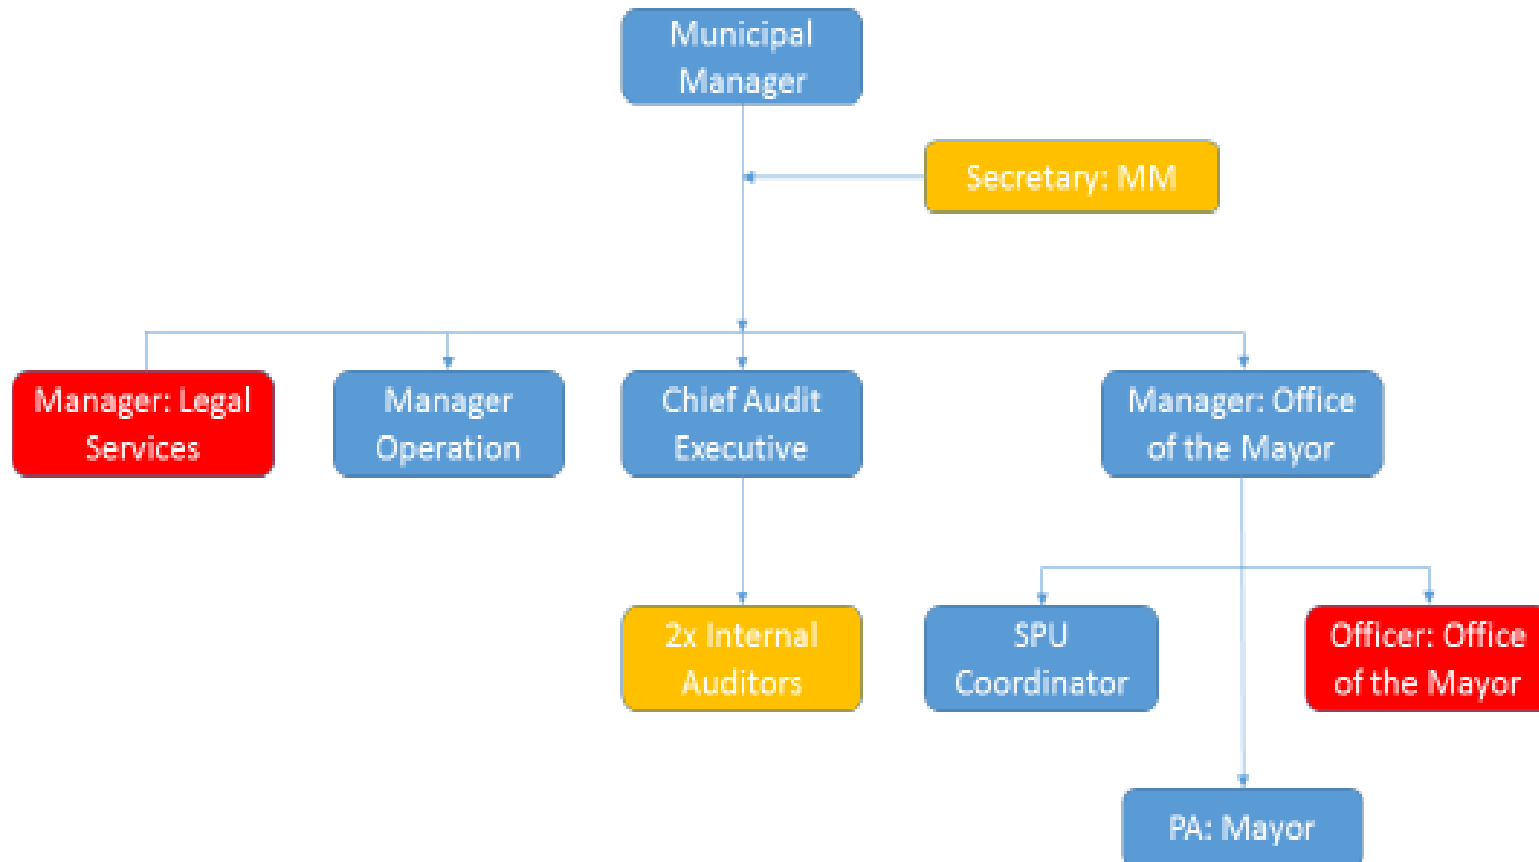 Municipal
Manager
Secretary: MM
Manager: Legal
Services
Manager
Operation
Chief Audit
Executive
Manager: Office
of the Mayor
2x Internal
Auditors
SPU
Coordinator
Officer: Office
of the Mayor
PA: Mayor